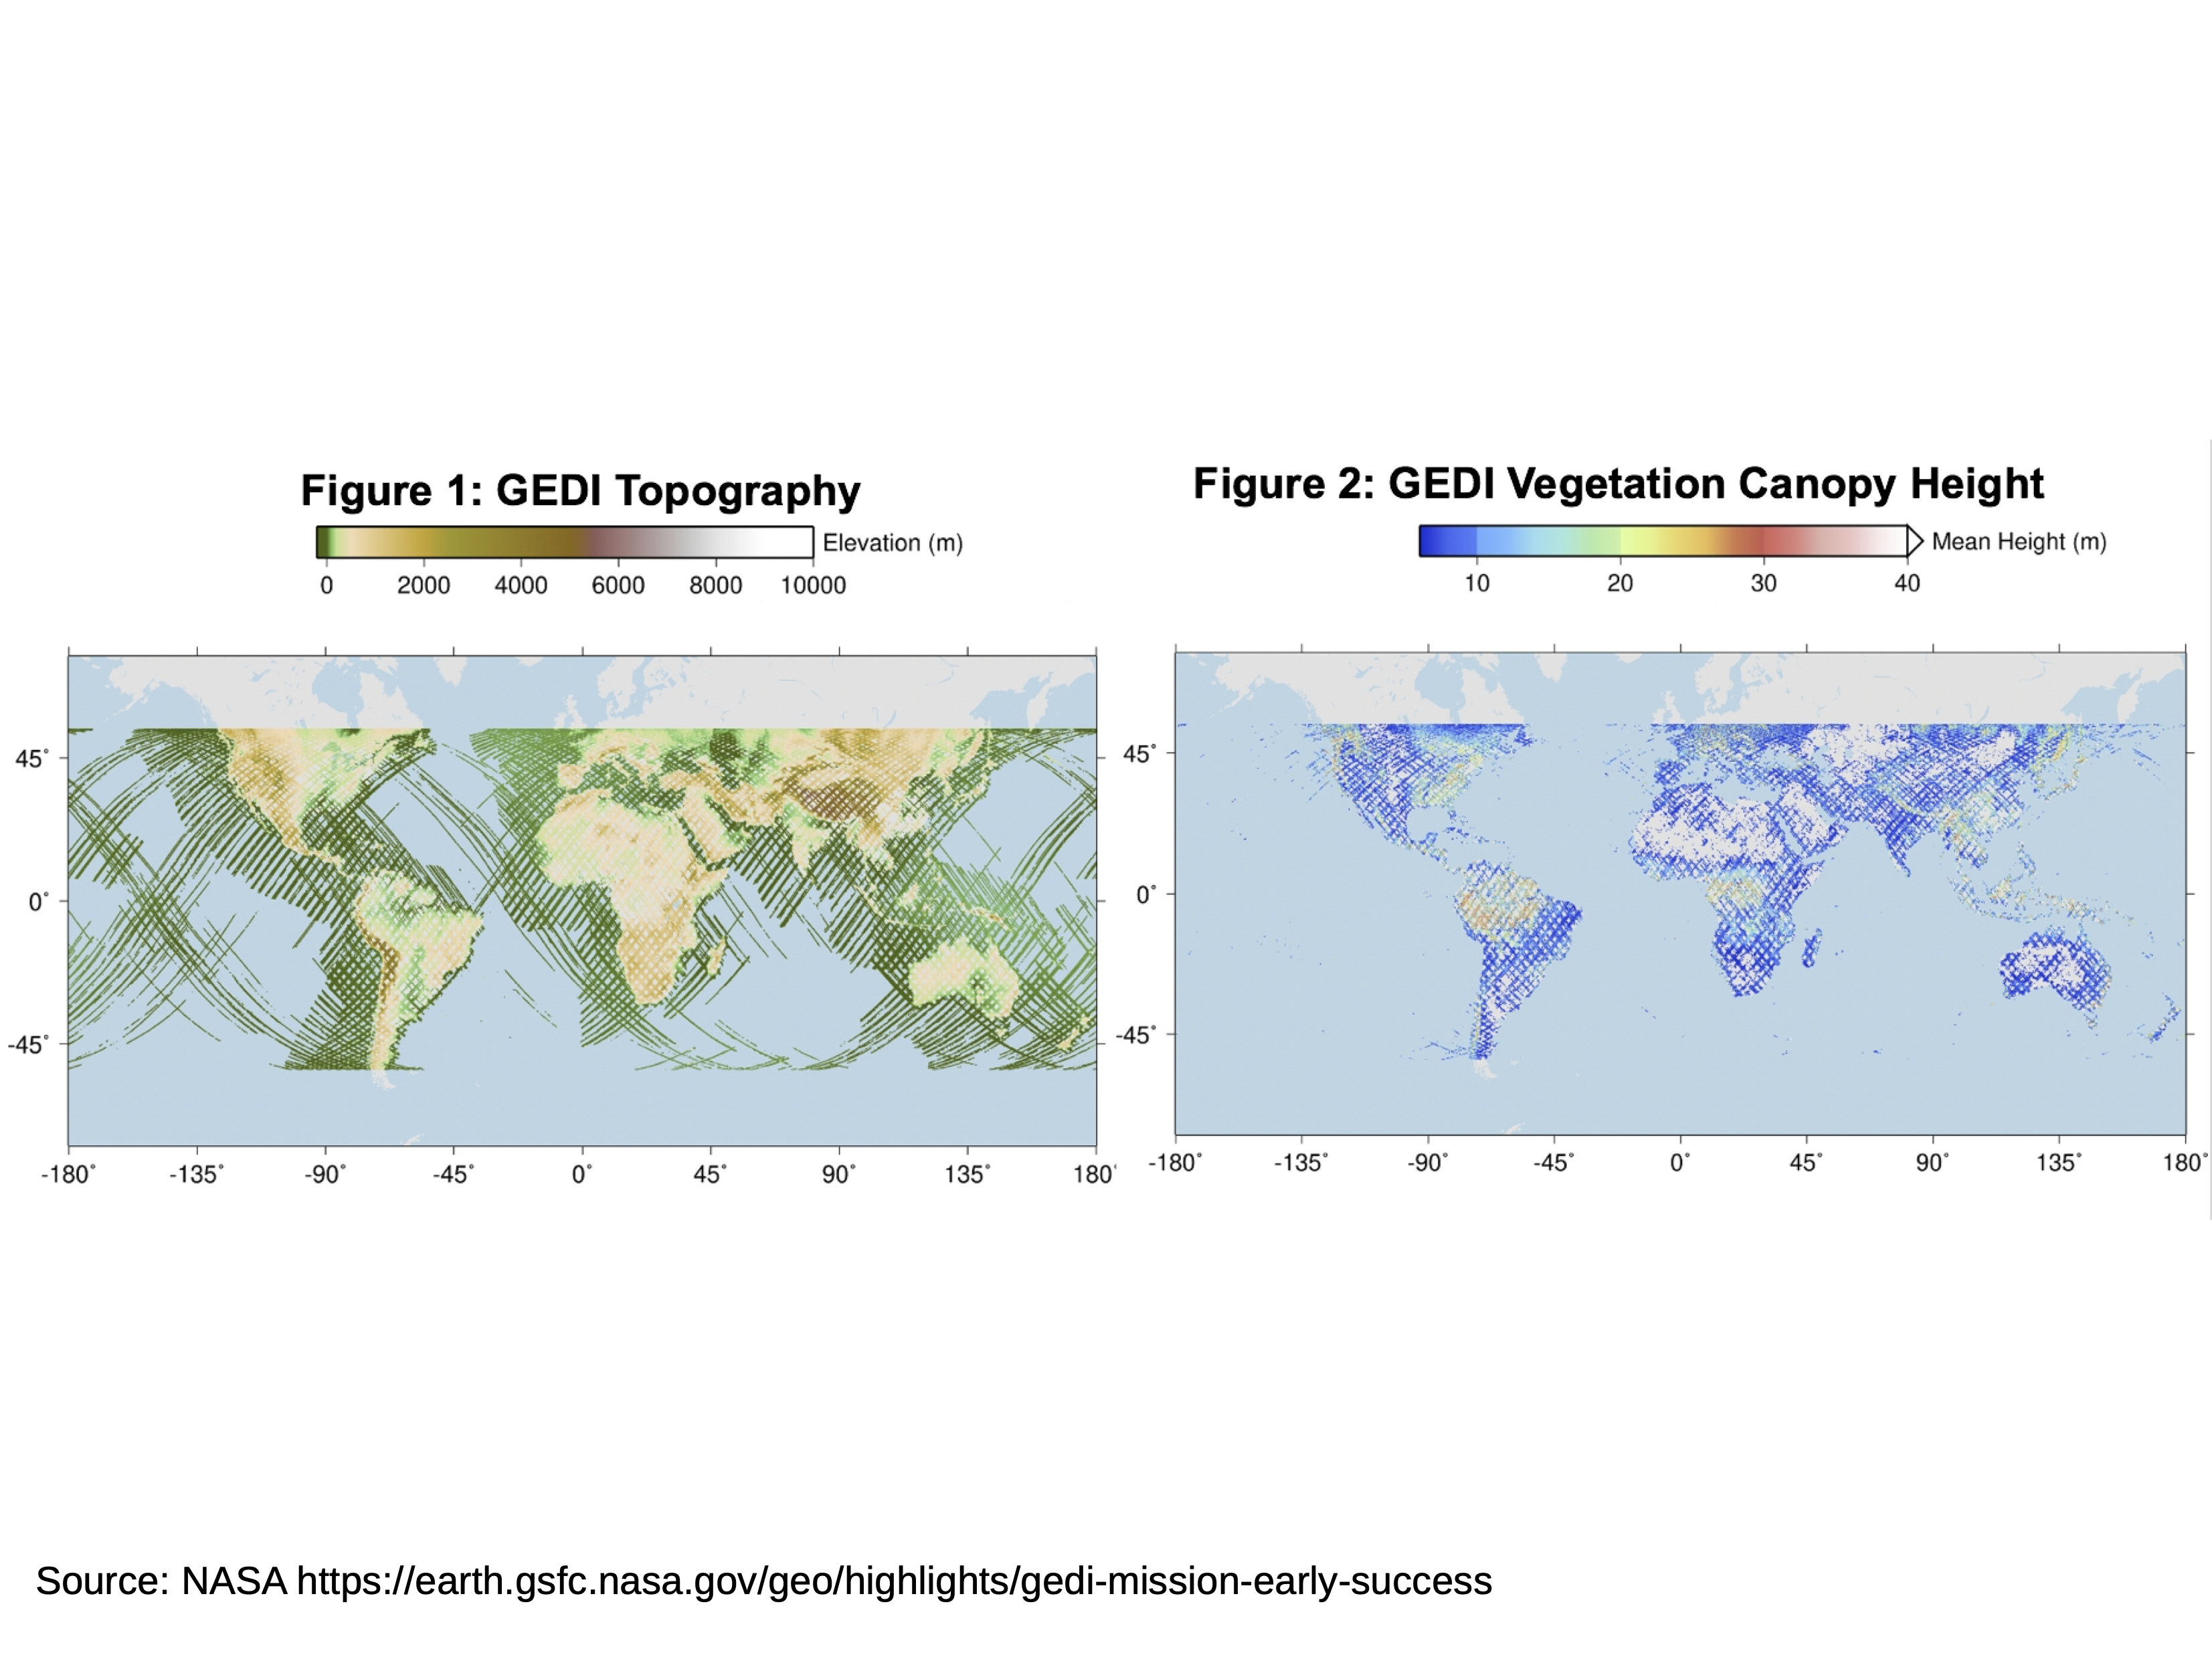 Figure 1: GEDI Topography
Elevation (m)
0 2000 4000 6000 8000 10000
45°
0°
-45°
-180° -135° -90° -45° 0° 45° 90° 135° 180°
Figure 2: GEDI Vegetation Canopy Height
Mean Height (m)
10 20 30 40
45°
0°
-45°
-180° -135° -90° -45° 0° 45° 90° 135° 180°
Source: NASA https://earth.gsfc.nasa.gov/geo/highlights/gedi-mission-early-success